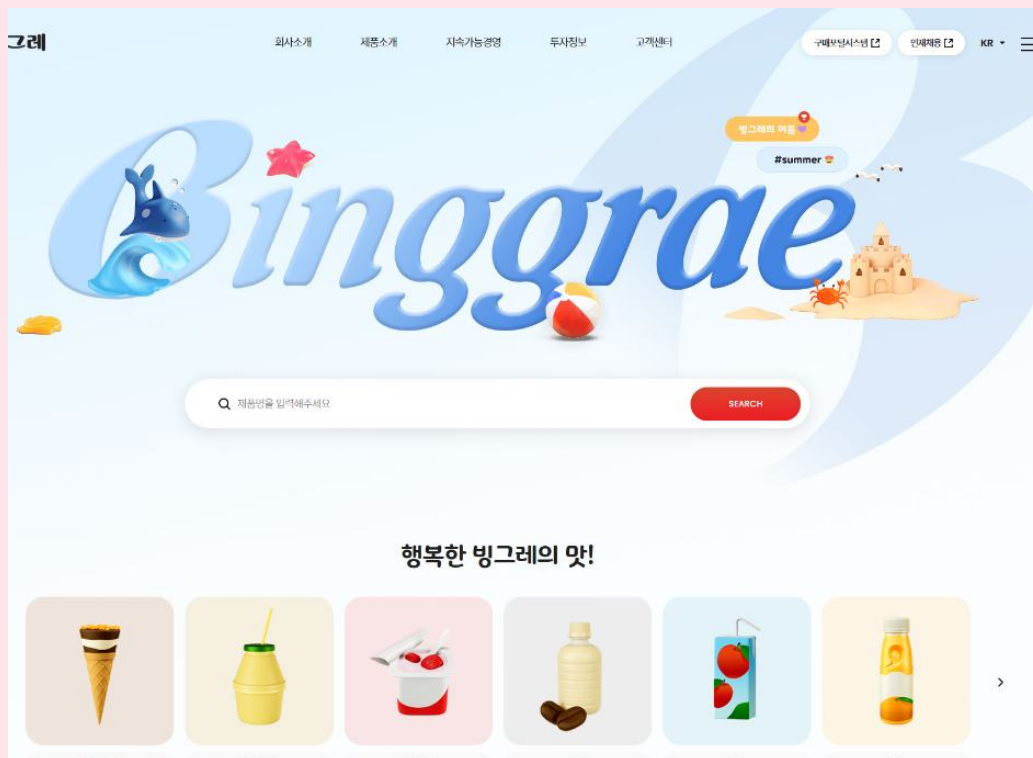 그레
회사소개 제품소개 지속가능경영 투자정보 고객센터 구매포털시스템 인재채용 KR
빙그레의 여름
#summer
Binggrae
제품명을 입력해주세요 SEARCH
행복한 빙그레의 맛!